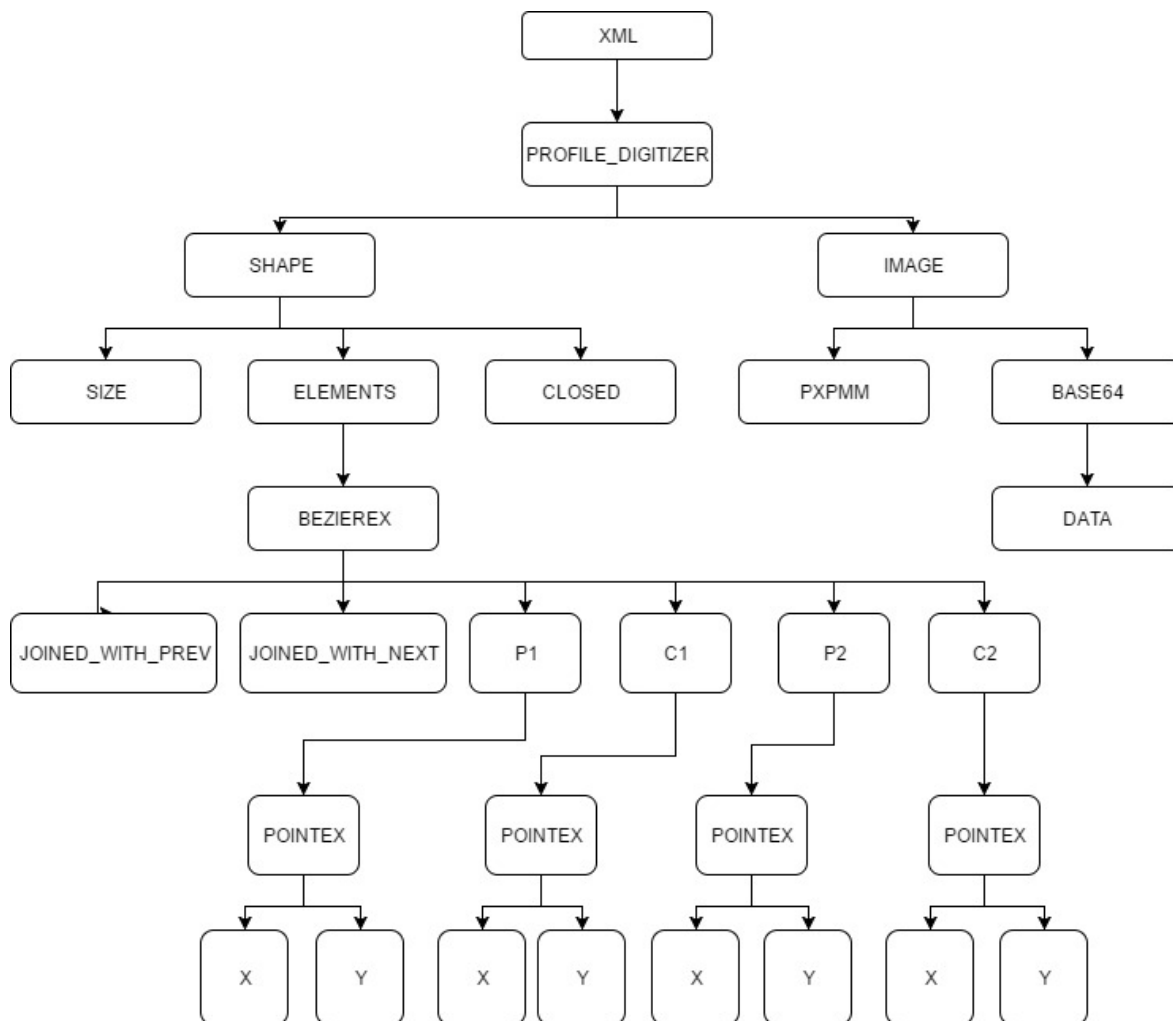 XML
PROFILE_DIGITIZER
SHAPE
IMAGE
SIZE
ELEMENTS
CLOSED
PXPMM
BASE64
BEZIEREX
DATA
JOINED_WITH_PREV
JOINED_WITH_NEXT
P1
C1
P2
C2
POINTEX
POINTEX
POINTEX
POINTEX
X
Y
X
Y
X
Y
X
Y